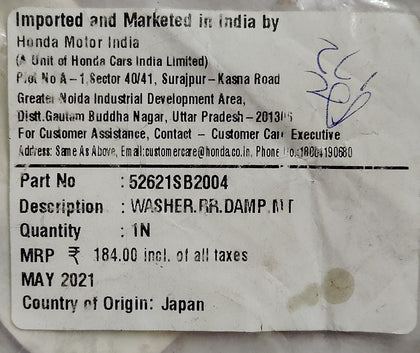 Imported and Marketed in India by
Honda Motor India
(A Unit of Honda Cars India Limited)
Plot No A-1, Sector 40/41, Surajpur - Kasna Road
Greater Noida Industrial Development Area,
Distt.Gautam Buddha Nagar, Uttar Pradesh - 201306
For Customer Assistance, Contact - Customer Care Executive
Address: Same As Above, Email:customercare@honda.co.in, Phone
Part No : 52621SB2004
Description : WASHER.RR.DAMP.MT
Quantity : 1N
MRP ₹ 184.00 incl. of all taxes
MAY 2021
Country of Origin: Japan